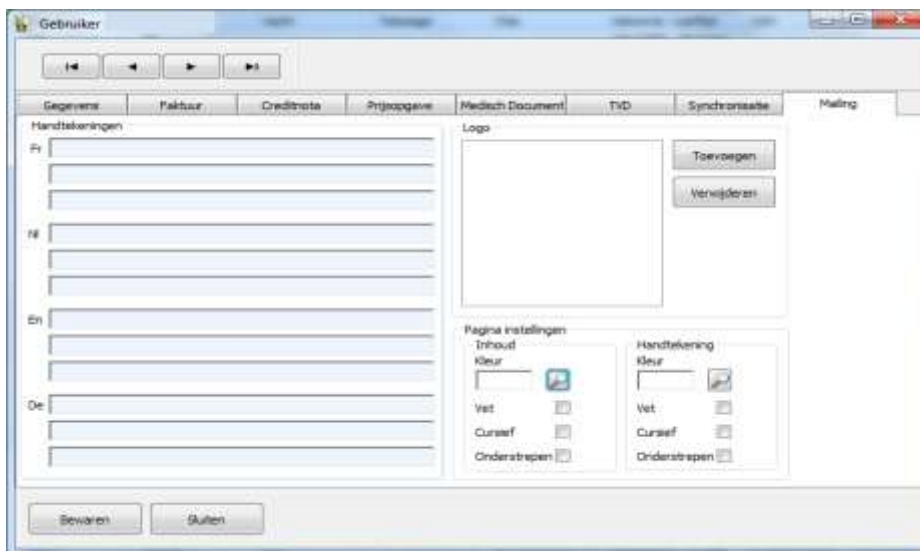 Gebruiker
Gegevens Faktuur Creditnota Prijsopgave Medisch Document TVD Synchronisatie Mailing
Handtekeningen
Fr
Nl
En
De
Logo
Toevoegen
Verwijderen
Pagina instellingen
Inhoud
Kleur
Vet
Cursief
Onderstrepen
Handtekening
Kleur
Vet
Cursief
Onderstrepen
Bewaren Sluiten